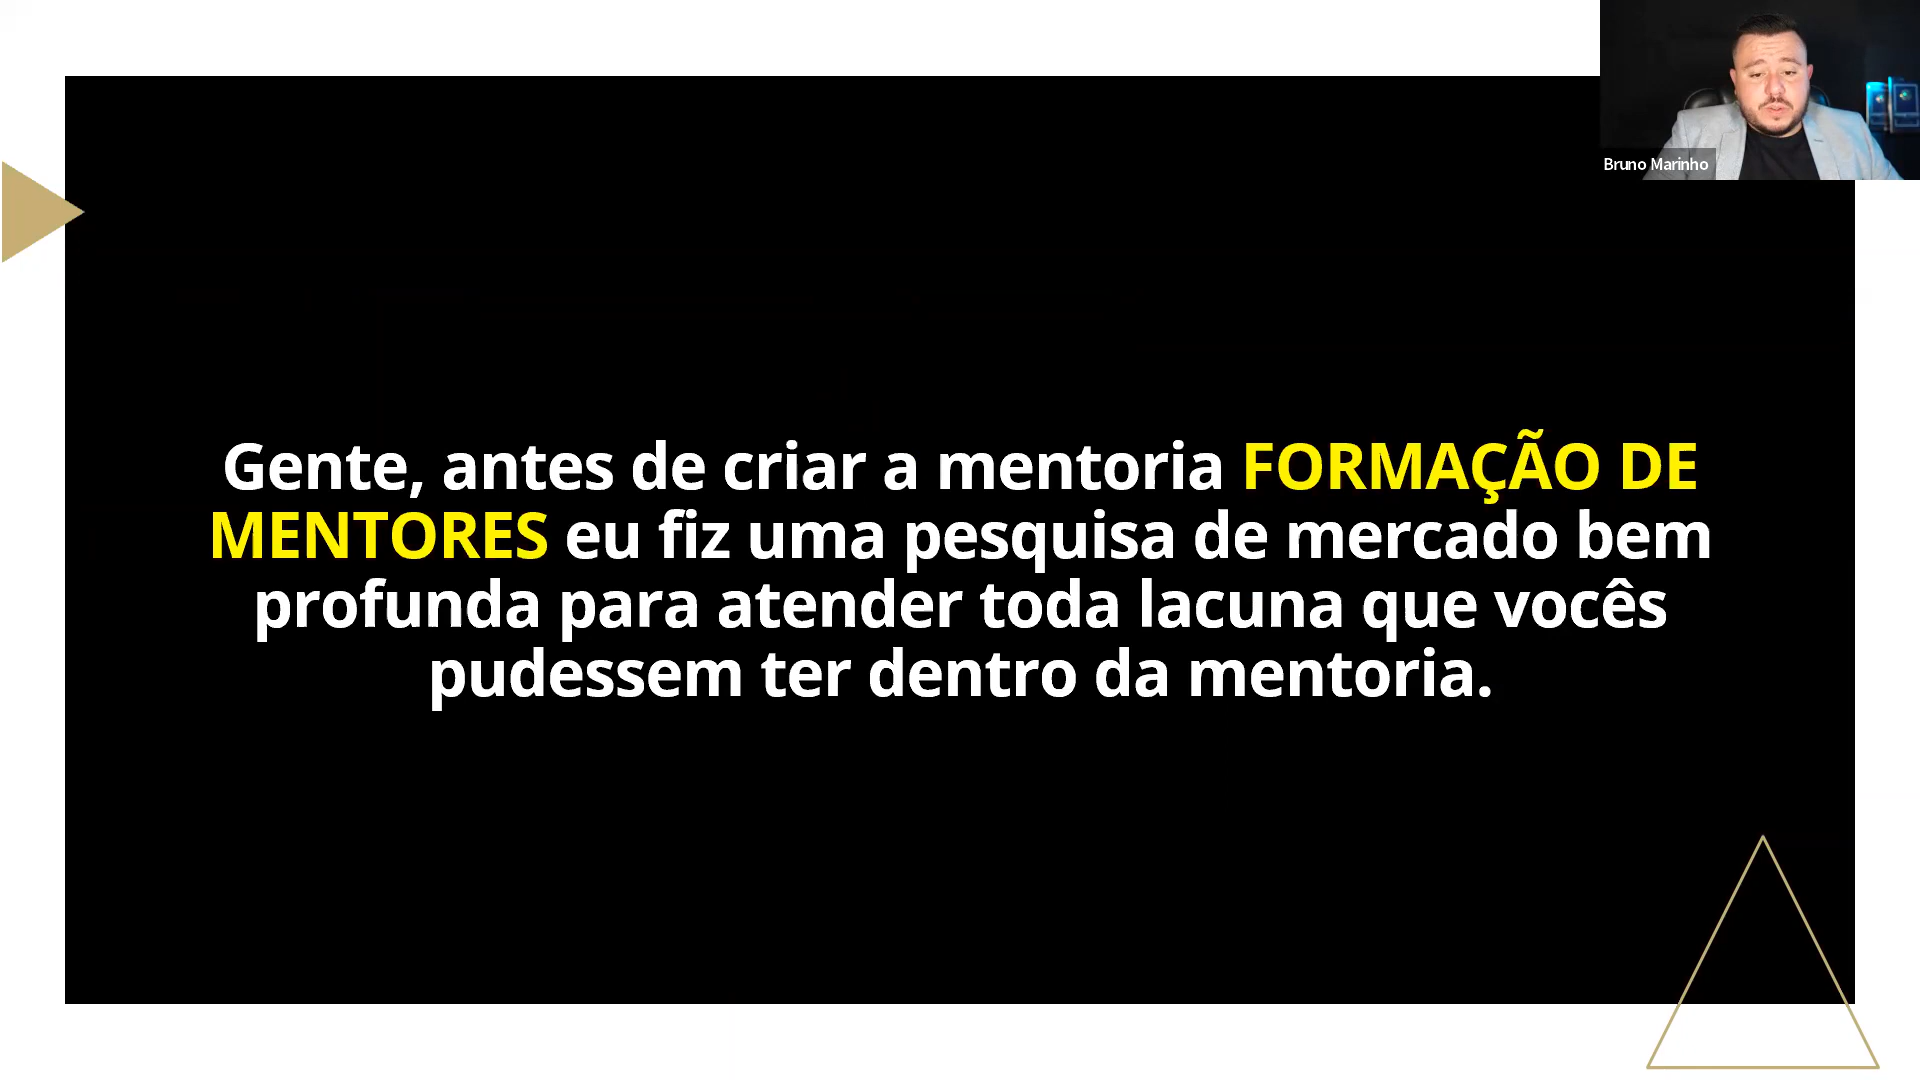 Bruno Marinho
Gente, antes de criar a mentoria FORMAÇÃO DE
MENTORES eu fiz uma pesquisa de mercado bem
profunda para atender toda lacuna que vocês
pudessem ter dentro da mentoria.